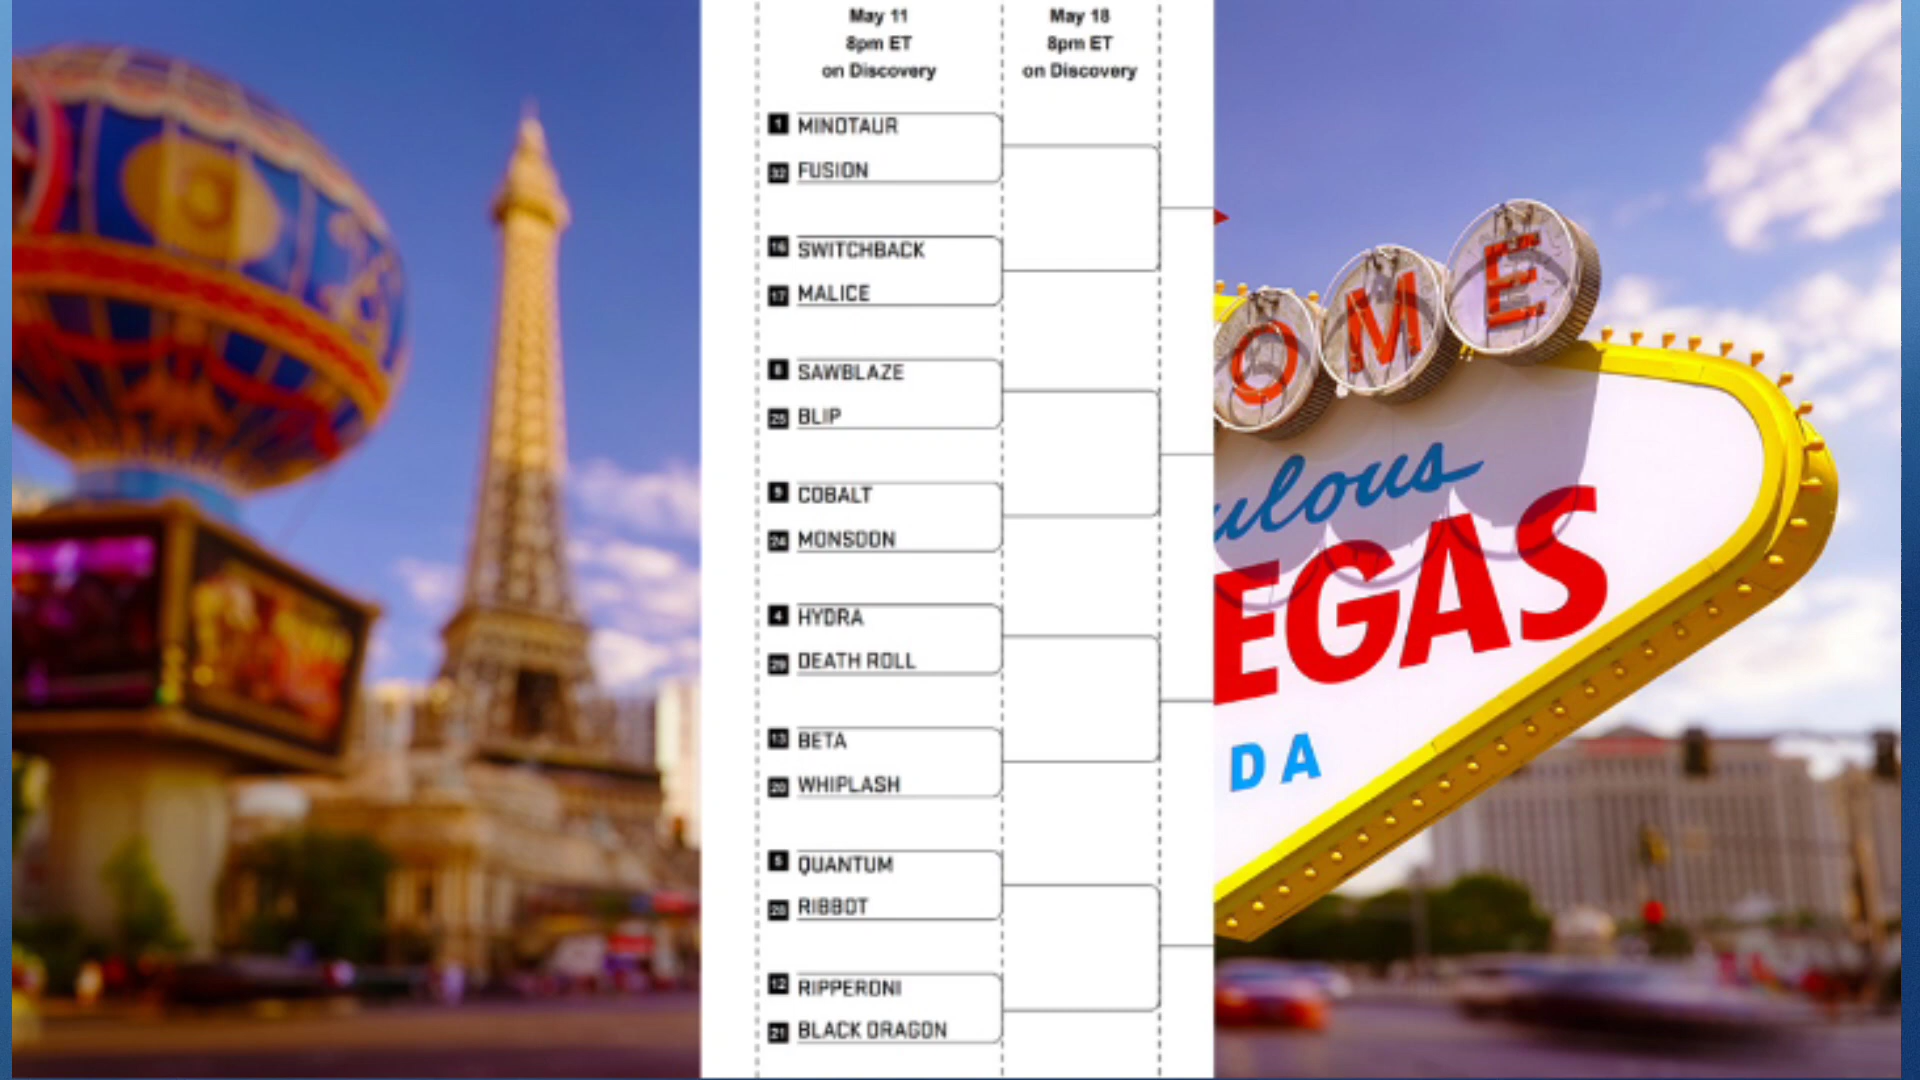 May 11
8pm ET
on Discovery
May 18
8pm ET
on Discovery
1 MINOTAUR
32 FUSION
16 SWITCHBACK
17 MALICE
8 SAWBLAZE
25 BLIP
9 COBALT
24 MONSOON
4 HYDRA
29 DEATH ROLL
13 BETA
20 WHIPLASH
5 QUANTUM
28 RIBBOT
12 RIPPERONI
21 BLACK DRAGON
OME
ulous
EGAS
DA